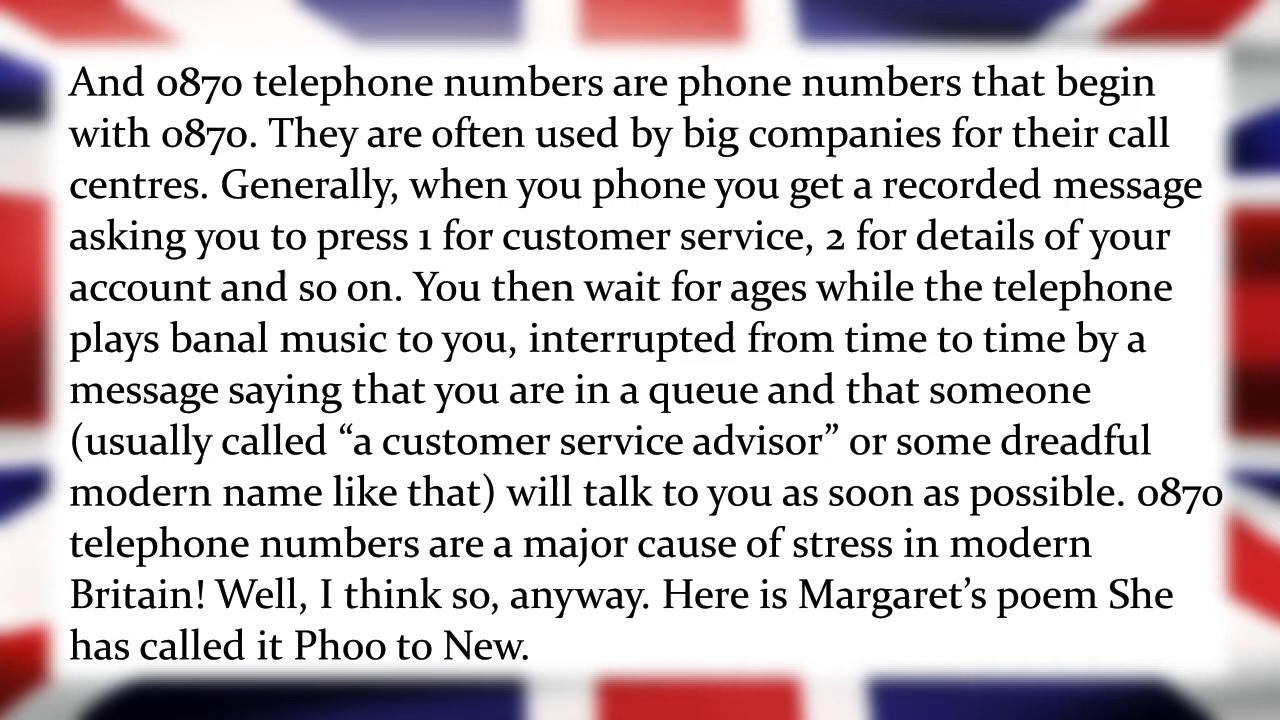 And 0870 telephone numbers are phone numbers that begin
with 0870. They are often used by big companies for their call
centres. Generally, when you phone you get a recorded message
asking you to press 1 for customer service, 2 for details of your
account and so on. You then wait for ages while the telephone
plays banal music to you, interrupted from time to time by a
message saying that you are in a queue and that someone
(usually called “a customer service advisor” or some dreadful
modern name like that) will talk to you as soon as possible. 0870
telephone numbers are a major cause of stress in modern
Britain! Well, I think so, anyway. Here is Margaret’s poem She
has called it Phoo to New.